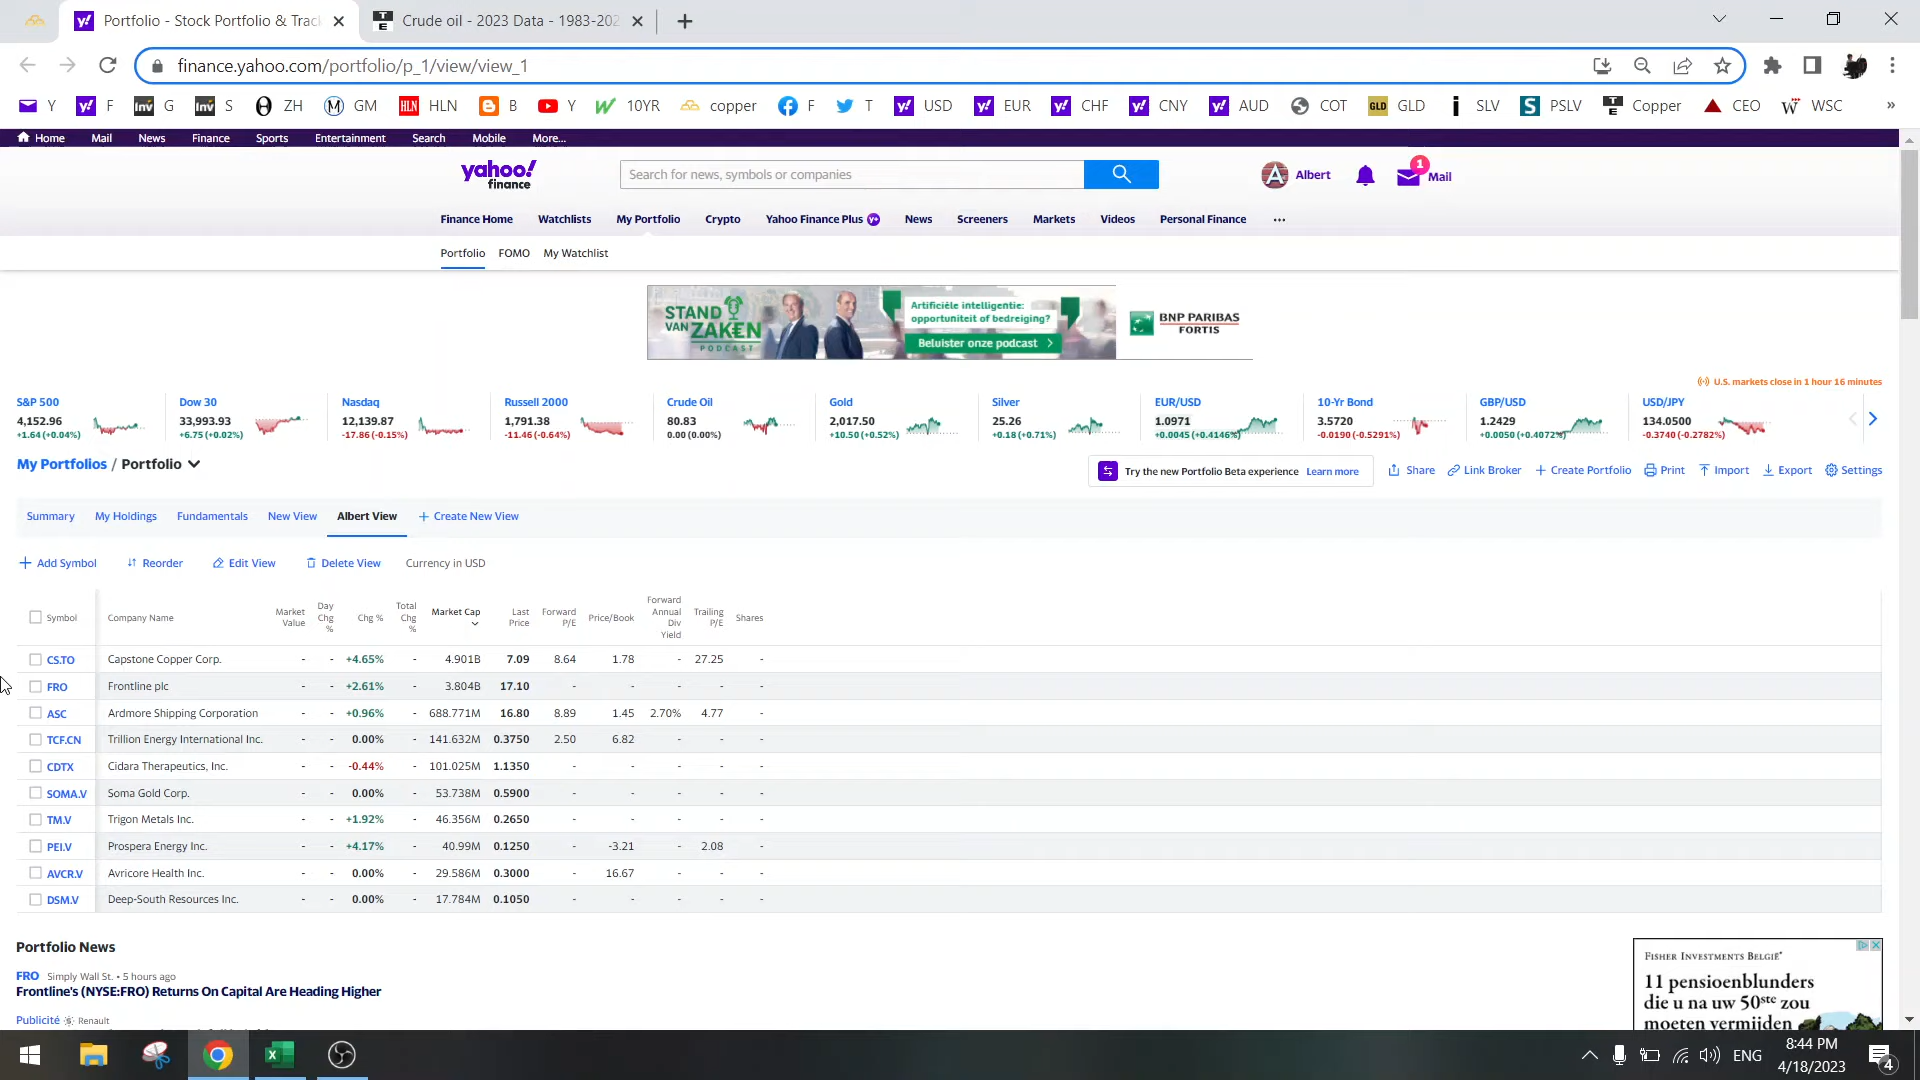 Portfolio - Stock Portfolio & Trac
Crude oil - 2023 Data - 1983-202
finance.yahoo.com/portfolio/p_1/view/view_1
Y F G S ZH GM HLN B Y 10YR copper F T USD EUR CHF CNY AUD COT GLD SLV PSLV Copper CEO WSC »
Home Mail News Finance Sports Entertainment Search Mobile More...
yahoo!
finance
Search for news, symbols or companies
Albert
1
Mail
Finance Home Watchlists My Portfolio Crypto Yahoo Finance Plus News Screeners Markets Videos Personal Finance
Portfolio FOMO My Watchlist
STAND
VAN ZAKEN
PODCAST
Artificiële intelligentie:
opportuniteit of bedreiging?
Beluister onze podcast
BNP PARIBAS
FORTIS
U.S. markets close in 1 hour 16 minutes
S&P 500 Dow 30 Nasdaq Russell 2000 Crude Oil Gold Silver EUR/USD 10-Yr Bond GBP/USD USD/JPY
4,152.96 33,993.93 12,139.87 1,791.38 80.83 2,017.50 25.26 1.0971 3.5720 1.2429 134.0500
+1.64 (+0.04%) +6.75 (+0.02%) -17.86 (-0.15%) -11.46 (-0.64%) 0.00 (0.00%) +10.50 (+0.52%) +0.18 (+0.71%) +0.0045 (+0.4146%) -0.0190 (-0.5291%) +0.0050 (+0.4072%) -0.3740 (-0.2782%)
My Portfolios / Portfolio
Try the new Portfolio Beta experience Learn more
Share Link Broker Create Portfolio Print Import Export Settings
Summary My Holdings Fundamentals New View Albert View + Create New View
Add Symbol Reorder Edit View Delete View Currency in USD
Symbol Company Name Market Value Day Chg % Chg % Total Chg % Market Cap Last Price Forward P/E Price/Book Forward Annual Div Yield Trailing P/E Shares
CS.TO Capstone Copper Corp. - - +4.65% - 4.901B 7.09 8.64 1.78 - 27.25 -
FRO Frontline plc - - +2.61% - 3.804B 17.10 - - - - -
ASC Ardmore Shipping Corporation - - +0.96% - 688.771M 16.80 8.89 1.45 2.70% 4.77 -
TCF.CN Trillion Energy International Inc. - - 0.00% - 141.632M 0.3750 2.50 6.82 - - -
CDTX Cidara Therapeutics, Inc. - - -0.44% - 101.025M 1.1350 - - - - -
SOMA.V Soma Gold Corp. - - 0.00% - 53.738M 0.5900 - - - - -
TM.V Trigon Metals Inc. - - +1.92% - 46.356M 0.2650 - - - - -
PEI.V Prospera Energy Inc. - - +4.17% - 40.99M 0.1250 - -3.21 - 2.08 -
AVCR.V Avricore Health Inc. - - 0.00% - 29.586M 0.3000 - 16.67 - - -
DSM.V Deep-South Resources Inc. - - 0.00% - 17.784M 0.1050 - - - - -
Portfolio News
FRO Simply Wall St. • 5 hours ago
Frontline's (NYSE:FRO) Returns On Capital Are Heading Higher
Publicité Renault
FISHER INVESTMENTS BELGIË*
11 pensioenblunders
die u na uw 50ste zou
moeten vermijden
ENG
8:44 PM
4/18/2023
4